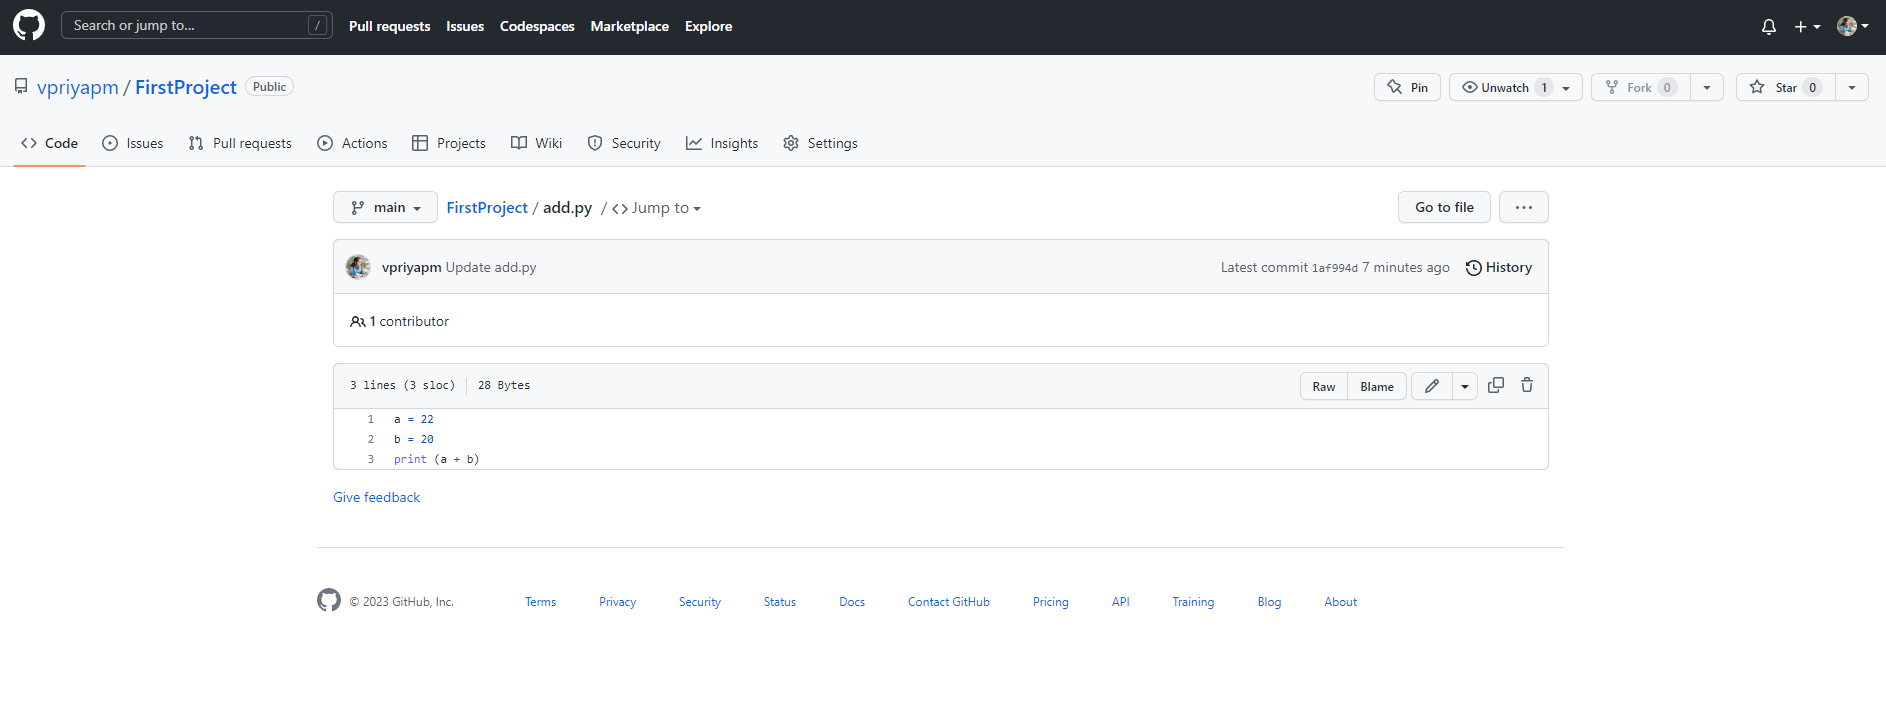 Search or jump to... /
Pull requests Issues Codespaces Marketplace Explore
vpriyapm / FirstProject Public
Pin Unwatch 1 Fork 0 Star 0
Code Issues Pull requests Actions Projects Wiki Security Insights Settings
main FirstProject / add.py / <> Jump to Go to file ...
vpriyapm Update add.py Latest commit 1af994d 7 minutes ago History
1 contributor
3 lines (3 sloc) 28 Bytes Raw Blame
1 a = 22
2 b = 20
3 print (a + b)
Give feedback
© 2023 GitHub, Inc. Terms Privacy Security Status Docs Contact GitHub Pricing API Training Blog About